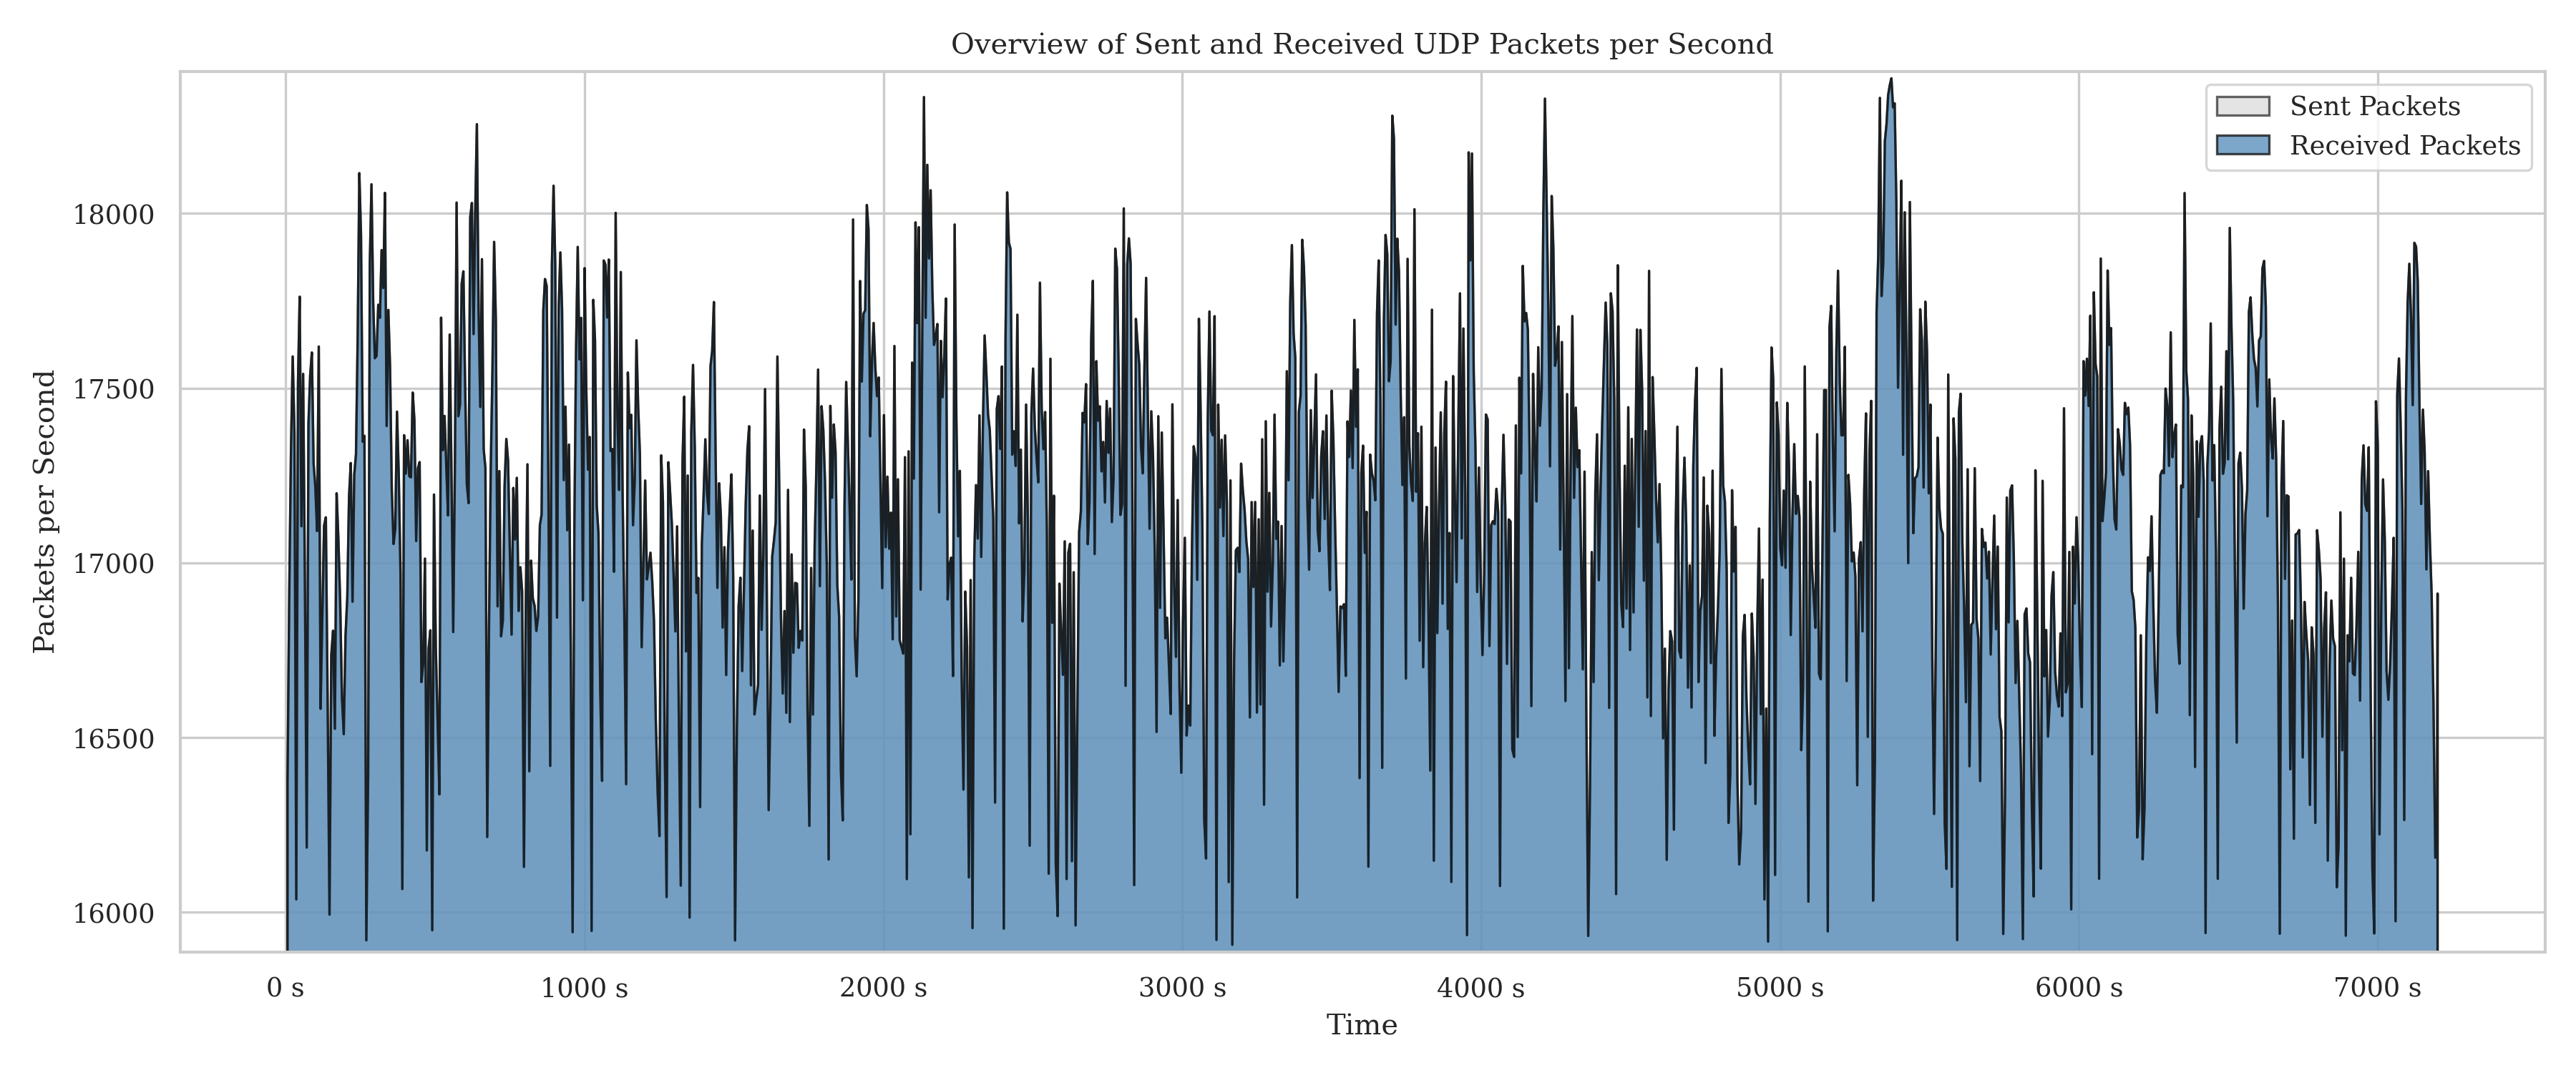 Overview of Sent and Received UDP Packets per Second
Sent Packets
Received Packets
Packets per Second
18000
17500
17000
16500
16000
0 s
1000 s
2000 s
3000 s
4000 s
5000 s
6000 s
7000 s
Time